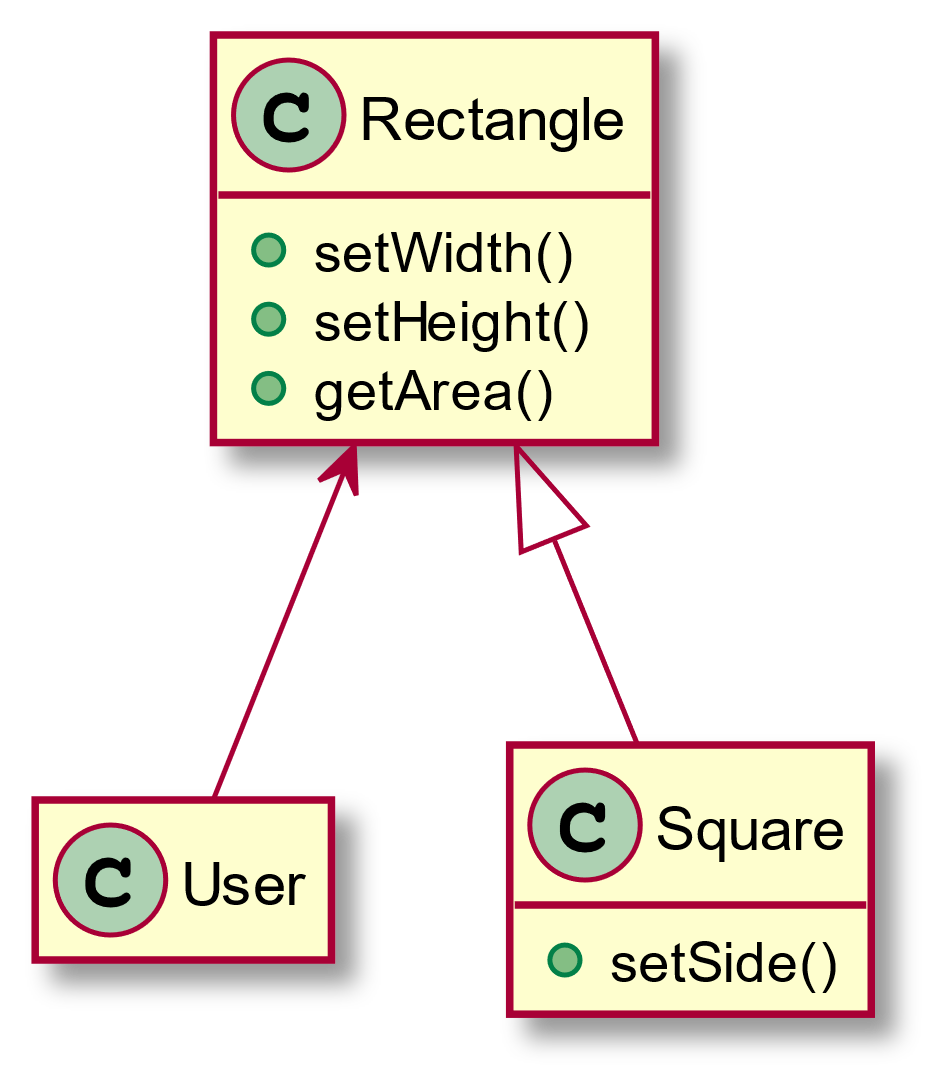 C Rectangle
setWidth()
setHeight()
getArea()
C User
C Square
setSide()